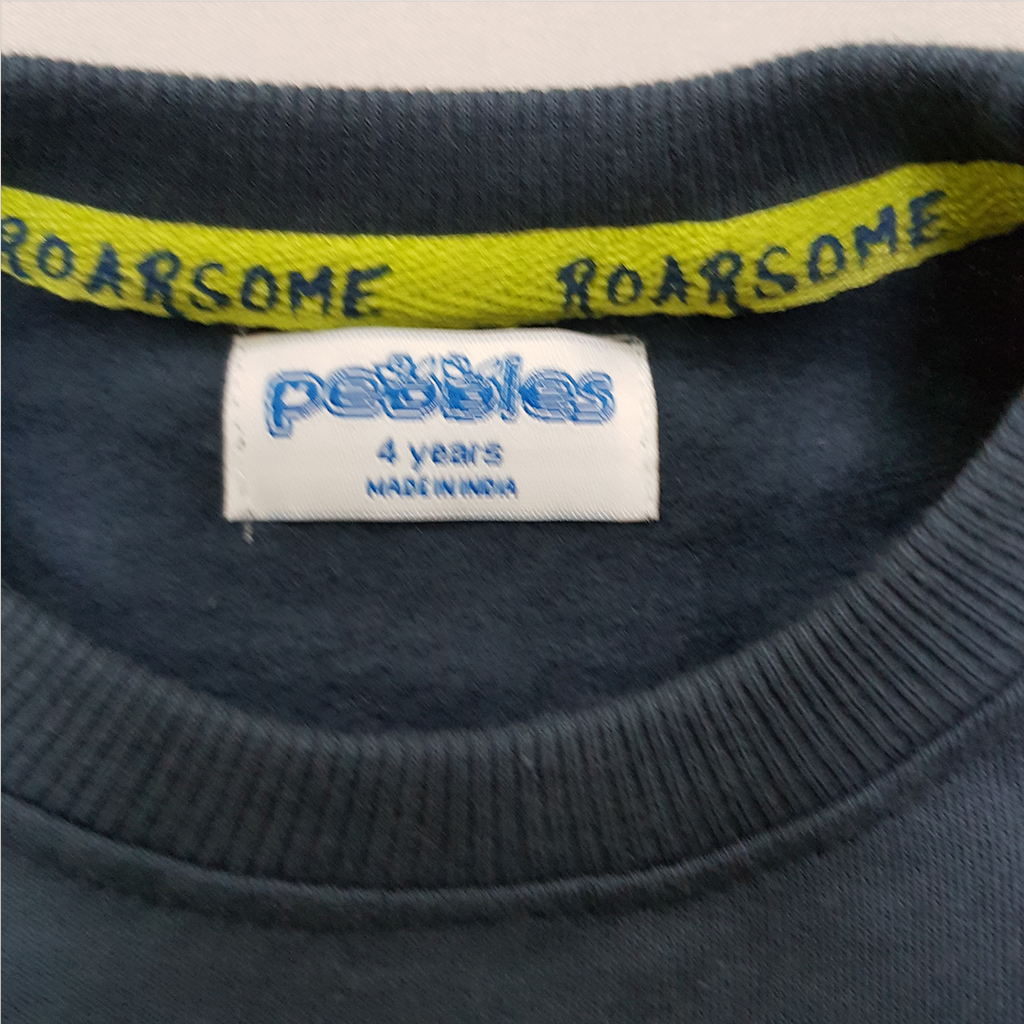 ROARSOME ROARSOME
pebbles
4 years
MADE IN INDIA